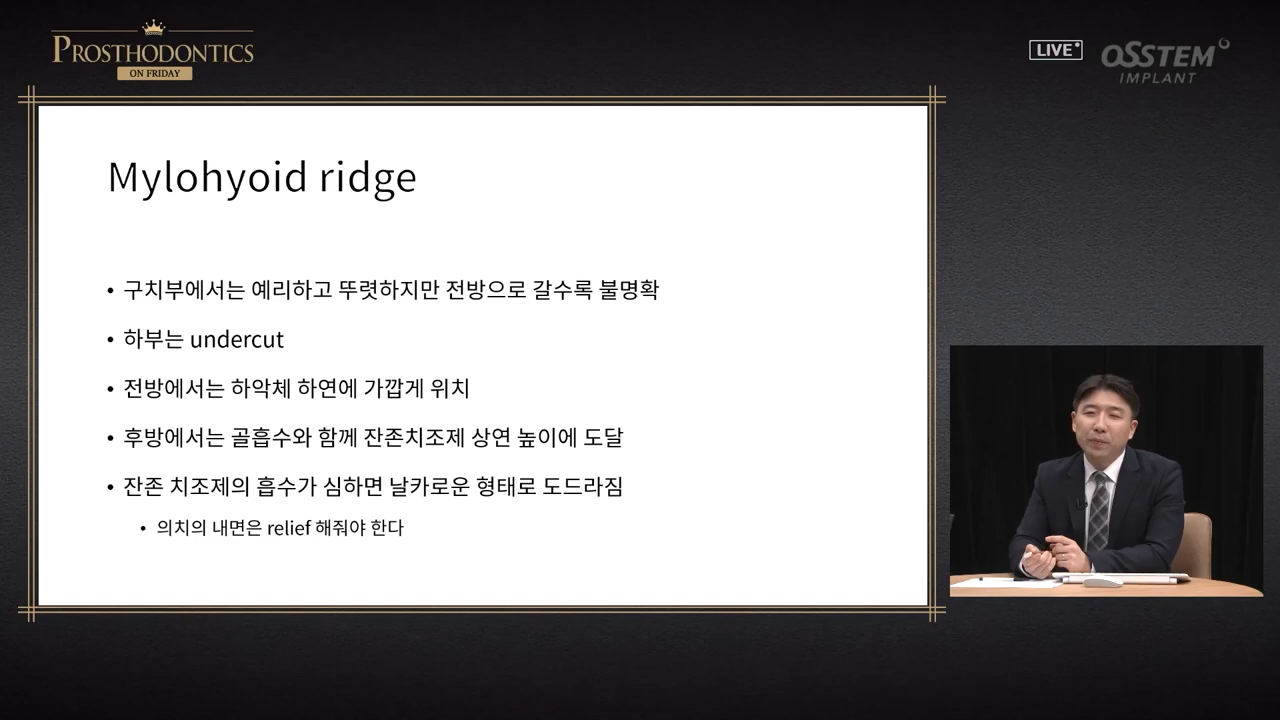 PROSTHODONTICS
ON FRIDAY
LIVE
OSSTEM
IMPLANT
Mylohyoid ridge
• 구치부에서는 예리하고 뚜렷하지만 전방으로 갈수록 불명확
• 하부는 undercut
• 전방에서는 하악체 하연에 가깝게 위치
• 후방에서는 골흡수와 함께 잔존치조제 상연 높이에 도달
• 잔존 치조제의 흡수가 심하면 날카로운 형태로 도드라짐
• 의치의 내면은 relief 해줘야 한다